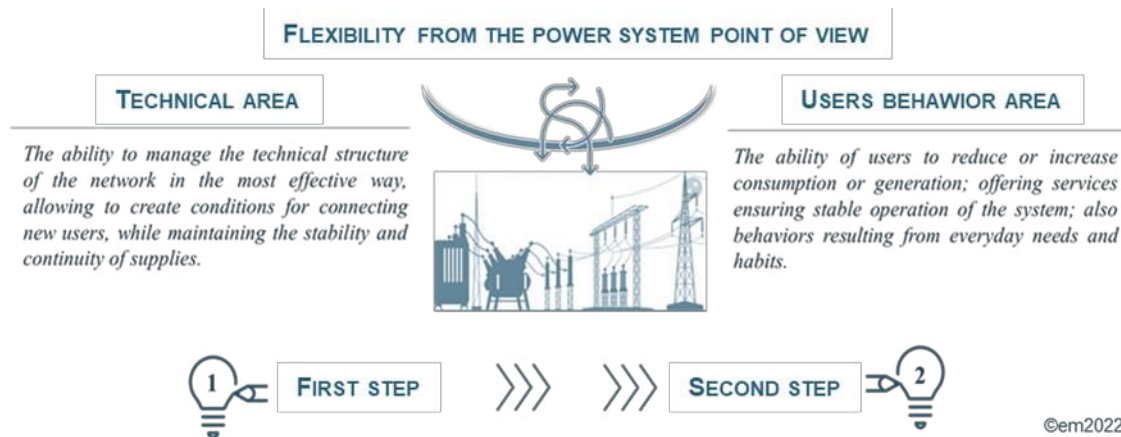 FLEXIBILITY FROM THE POWER SYSTEM POINT OF VIEW
TECHNICAL AREA
The ability to manage the technical structure
of the network in the most effective way,
allowing to create conditions for connecting
new users, while maintaining the stability and
continuity of supplies.
USERS BEHAWIOR AREA
The ability of users to reduce or increase
consumption or generation; offering services
ensuring stable operation of the system; also
behaviors resulting from everyday needs and
habits.
1
FIRST STEP
SECOND STEP
2
©em2022